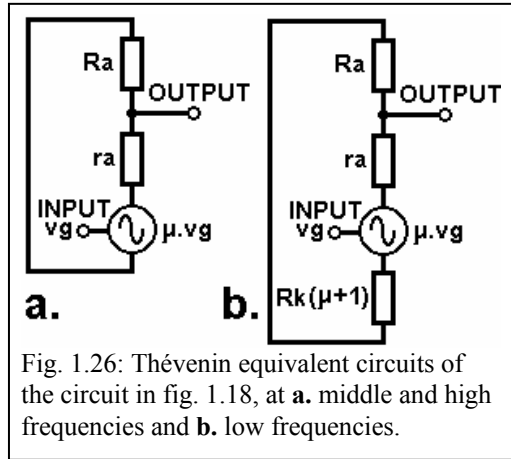 Ra
OUTPUT
ra
INPUT
vg
µ.vg
a.
Ra
OUTPUT
ra
INPUT
vg
µ.vg
Rk(µ+1)
b.
Fig. 1.26: Thévenin equivalent circuits of
the circuit in fig. 1.18, at a. middle and high
frequencies and b. low frequencies.